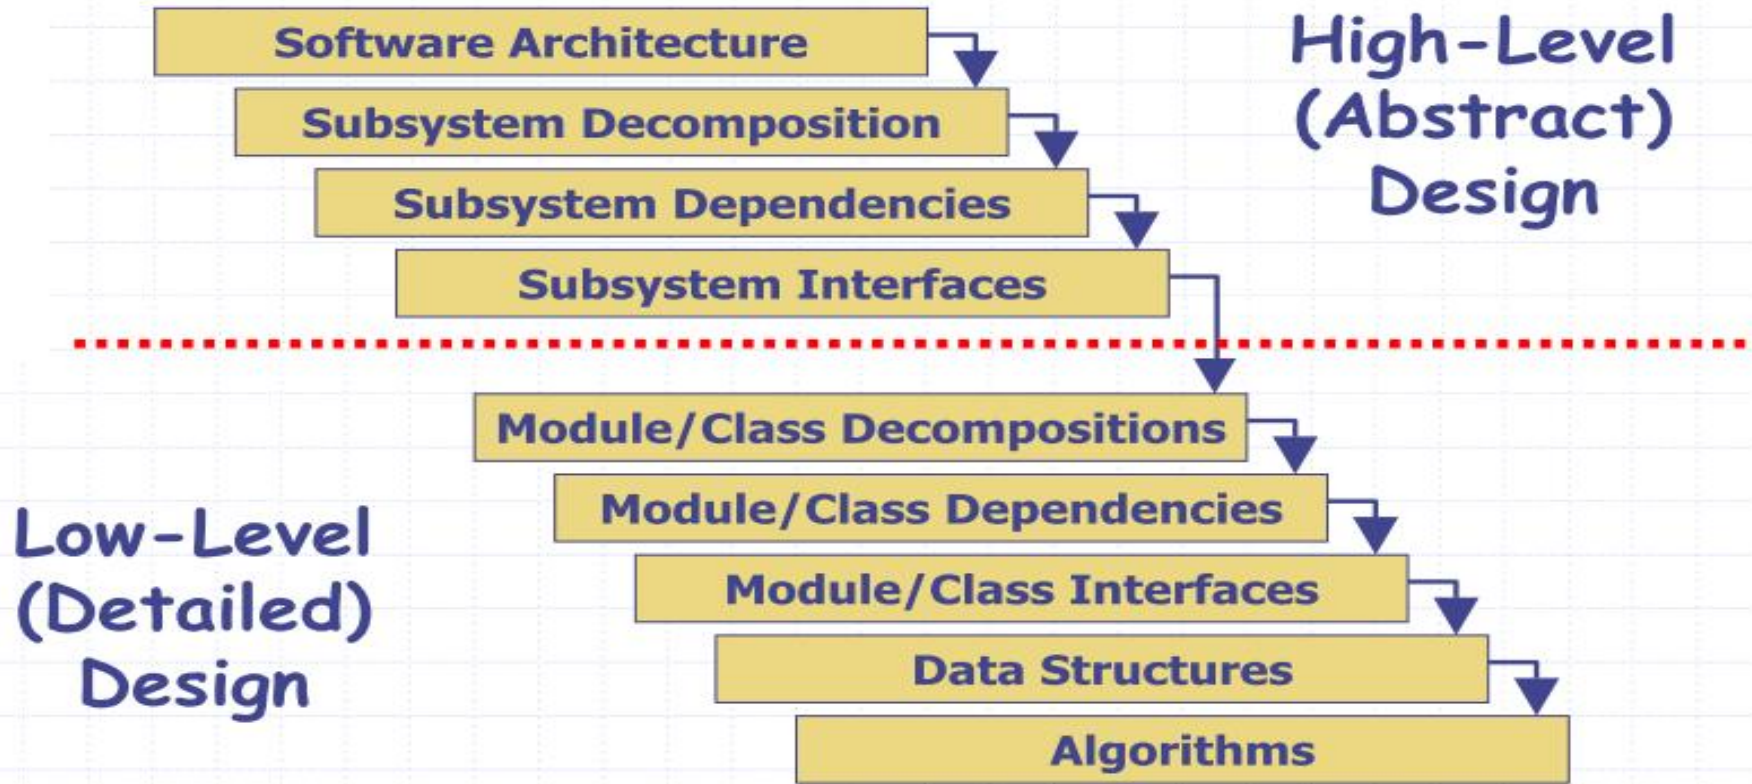 Software Architecture
High-Level
(Abstract)
Design
Subsystem Decomposition
Subsystem Dependencies
Subsystem Interfaces
Module/Class Decompositions
Module/Class Dependencies
Low-Level
(Detailed)
Design
Module/Class Interfaces
Data Structures
Algorithms